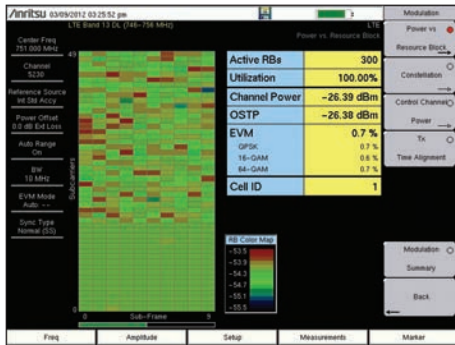 Anritsu 03/09/2012 03:25:52 pm
Modulation
LTE Band 13 DL (746-756 MHz)
LTE
Power vs. Resource Block
Center Freq
751.000 MHz
Channel
5230
Reference Source
Int Std Accy
Power Offset
0.0 dB Ext Loss
Auto Range
On
BW
10 MHz
EVM Mode
Auto: --
Sync Type
Normal (SS)
49
Subcarriers
0
0 Sub-Frame 9
Active RBs 300
Utilization 100.00%
Channel Power -26.39 dBm
OSTP -26.38 dBm
EVM 0.7 %
QPSK 0.7 %
16-QAM 0.6 %
64-QAM 0.7 %
Cell ID 1
RB Color Map
-53.5
-53.9
-54.3
-54.7
-55.1
-55.5
Power vs
Resource Block
Constellation
Control Channel
Power
Tx
Time Alignment
Modulation
Summary
Back
Freq Amplitude Setup Measurements Marker